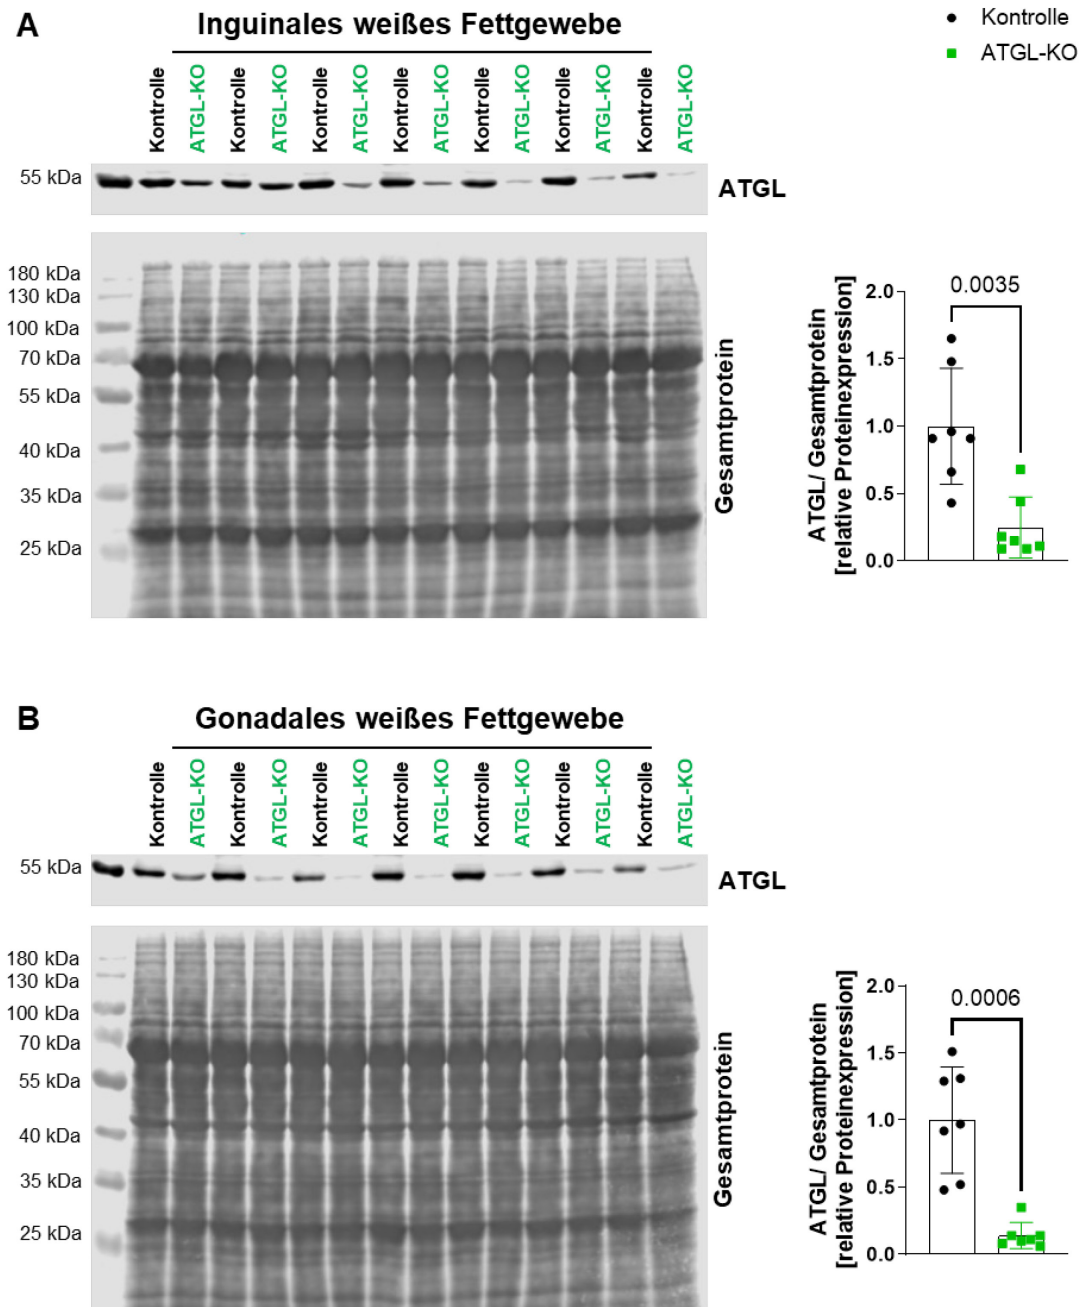 A
Inguinales weißes Fettgewebe
Kontrolle
ATGL-KO
Kontrolle
ATGL-KO
Kontrolle
ATGL-KO
Kontrolle
ATGL-KO
Kontrolle
ATGL-KO
Kontrolle
ATGL-KO
Kontrolle
ATGL-KO
Kontrolle
ATGL-KO
55 kDa
ATGL
180 kDa
130 kDa
100 kDa
70 kDa
55 kDa
40 kDa
35 kDa
25 kDa
Gesamtprotein
ATGL/ Gesamtprotein
[relative Proteinexpression]
2.0
1.5
1.0
0.5
0.0
0.0035
B
Gonadales weißes Fettgewebe
Kontrolle
ATGL-KO
Kontrolle
ATGL-KO
Kontrolle
ATGL-KO
Kontrolle
ATGL-KO
Kontrolle
ATGL-KO
Kontrolle
ATGL-KO
Kontrolle
ATGL-KO
55 kDa
ATGL
180 kDa
130 kDa
100 kDa
70 kDa
55 kDa
40 kDa
35 kDa
25 kDa
Gesamtprotein
ATGL/ Gesamtprotein
[relative Proteinexpression]
2.0
1.5
1.0
0.5
0.0
0.0006